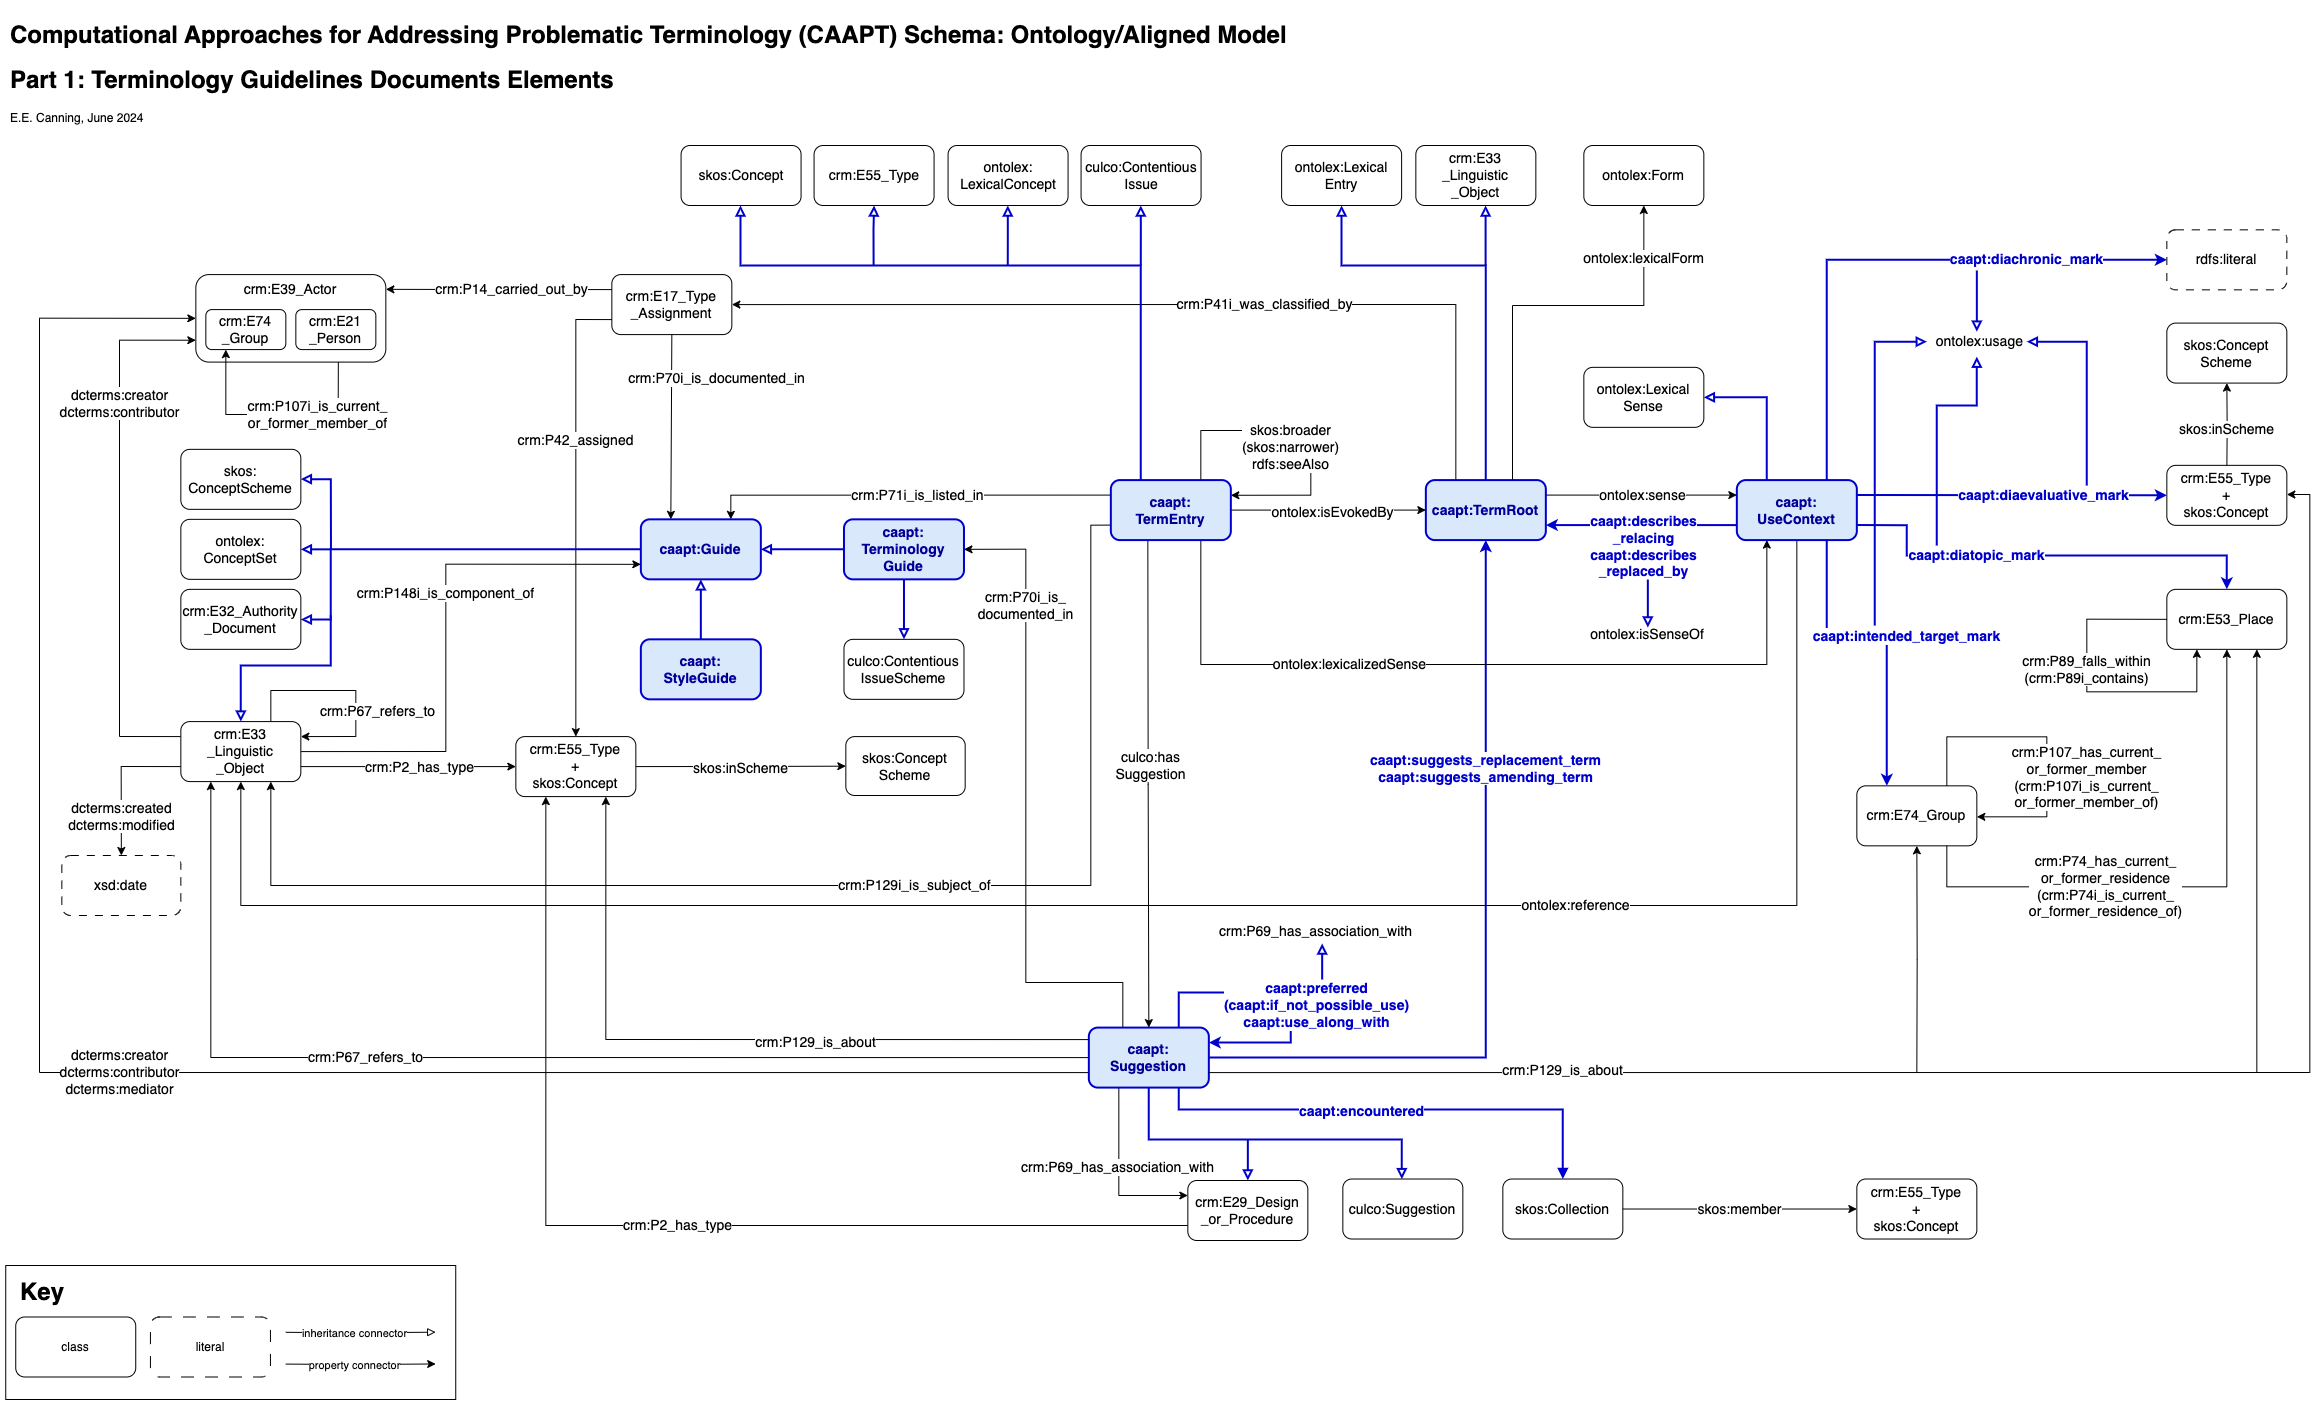 Computational Approaches for Addressing Problematic Terminology (CAAPT) Schema: Ontology/Aligned Model
Part 1: Terminology Guidelines Documents Elements
E.E. Canning, June 2024
skos:Concept
crm:E55_Type
ontolex:
LexicalConcept
culco:Contentious
Issue
ontolex:Lexical
Entry
crm:E33
_Linguistic
_Object
ontolex:Form
ontolex:lexicalForm
caapt:diachronic_mark
rdfs:literal
crm:E39_Actor
crm:E74
_Group
crm:E21
_Person
crm:P14_carried_out_by
crm:E17_Type
_Assignment
crm:P41i_was_classified_by
ontolex:usage
skos:Concept
Scheme
dcterms:creator
dcterms:contributor
crm:P107i_is_current_
or_former_member_of
crm:P70i_is_documented_in
crm:P42_assigned
ontolex:Lexical
Sense
skos:inScheme
skos:broader
(skos:narrower)
rdfs:seeAlso
skos:
ConceptScheme
crm:P71i_is_listed_in
caapt:
TermEntry
ontolex:isEvokedBy
caapt:TermRoot
ontolex:sense
caapt:
UseContext
caapt:diaevaluative_mark
crm:E55_Type
+
skos:Concept
ontolex:
ConceptSet
caapt:Guide
caapt:
Terminology
Guide
caapt:describes
_relacing
caapt:describes
_replaced_by
caapt:diatopic_mark
crm:P148i_is_component_of
crm:P70i_is_
documented_in
crm:E32_Authority
_Document
ontolex:isSenseOf
caapt:intended_target_mark
crm:E53_Place
caapt:
StyleGuide
culco:Contentious
IssueScheme
ontolex:lexicalizedSense
crm:P89_falls_within
(crm:P89i_contains)
crm:P67_refers_to
crm:E33
_Linguistic
_Object
crm:P2_has_type
crm:E55_Type
+
skos:Concept
skos:inScheme
skos:Concept
Scheme
culco:has
Suggestion
caapt:suggests_replacement_term
caapt:suggests_amending_term
crm:P107_has_current_
or_former_member
(crm:P107i_is_current_
or_former_member_of)
crm:E74_Group
dcterms:created
dcterms:modified
xsd:date
crm:P129i_is_subject_of
ontolex:reference
crm:P74_has_current_
or_former_residence
(crm:P74i_is_current_
or_former_residence_of)
crm:P69_has_association_with
caapt:preferred
(caapt:if_not_possible_use)
caapt:use_along_with
crm:P129_is_about
crm:P67_refers_to
caapt:
Suggestion
dcterms:creator
dcterms:contributor
dcterms:mediator
crm:P129_is_about
caapt:encountered
crm:P69_has_association_with
crm:E29_Design
_or_Procedure
culco:Suggestion
skos:Collection
skos:member
crm:E55_Type
+
skos:Concept
crm:P2_has_type
Key
class
literal
inheritance connector
property connector